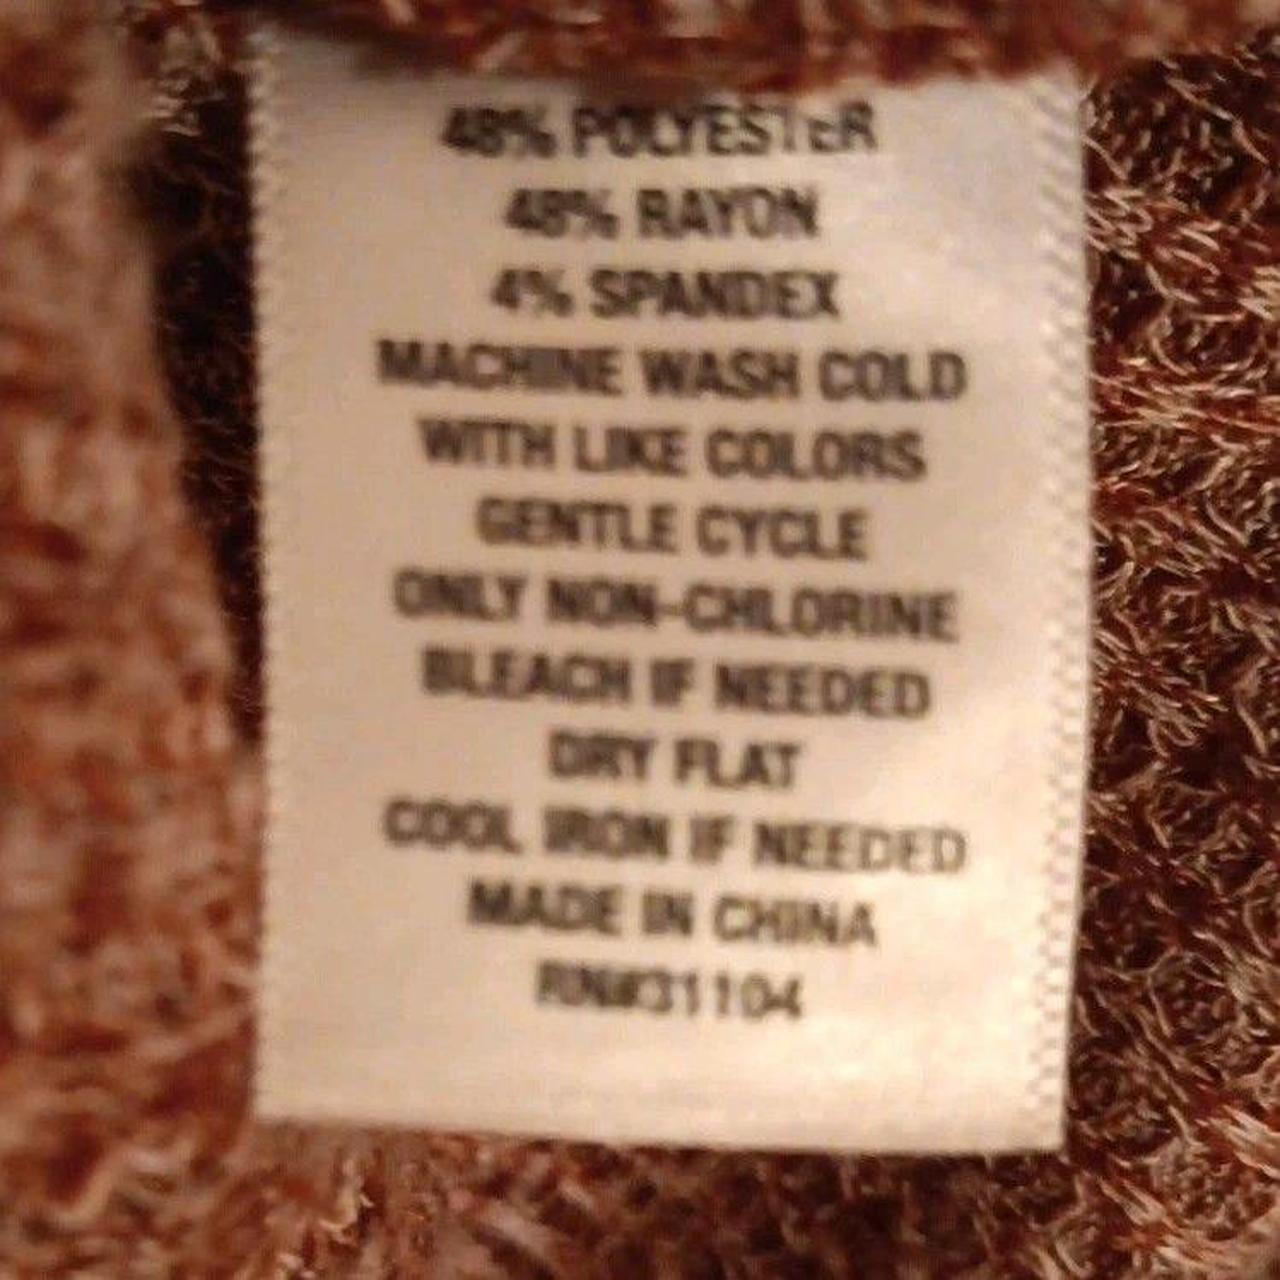 48% POLYESTER
48% RAYON
4% SPANDEX
MACHINE WASH COLD
WITH LIKE COLORS
GENTLE CYCLE
ONLY NON-CHLORINE
BLEACH IF NEEDED
DRY FLAT
COOL IRON IF NEEDED
MADE IN CHINA
RN#31104